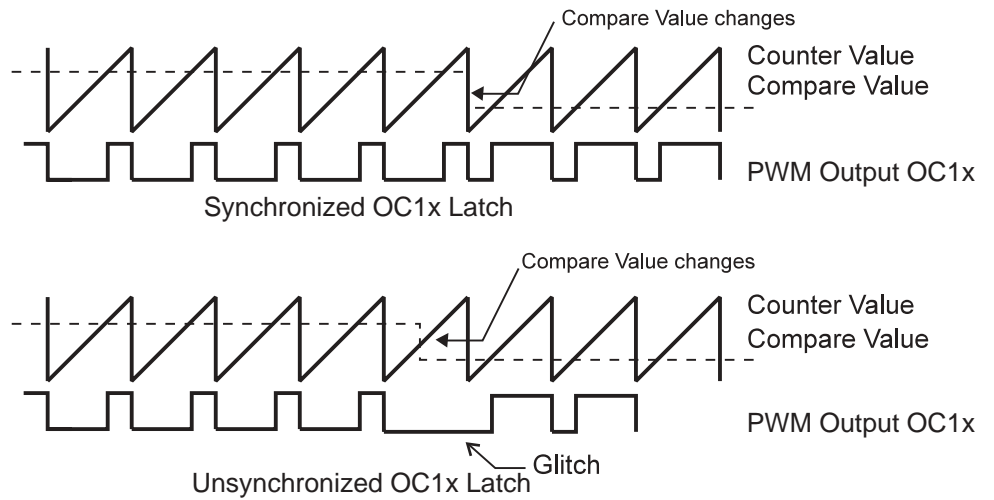 Compare Value changes
Counter Value
Compare Value
PWM Output OC1x
Synchronized OC1x Latch
Compare Value changes
Counter Value
Compare Value
PWM Output OC1x
Glitch
Unsynchronized OC1x Latch